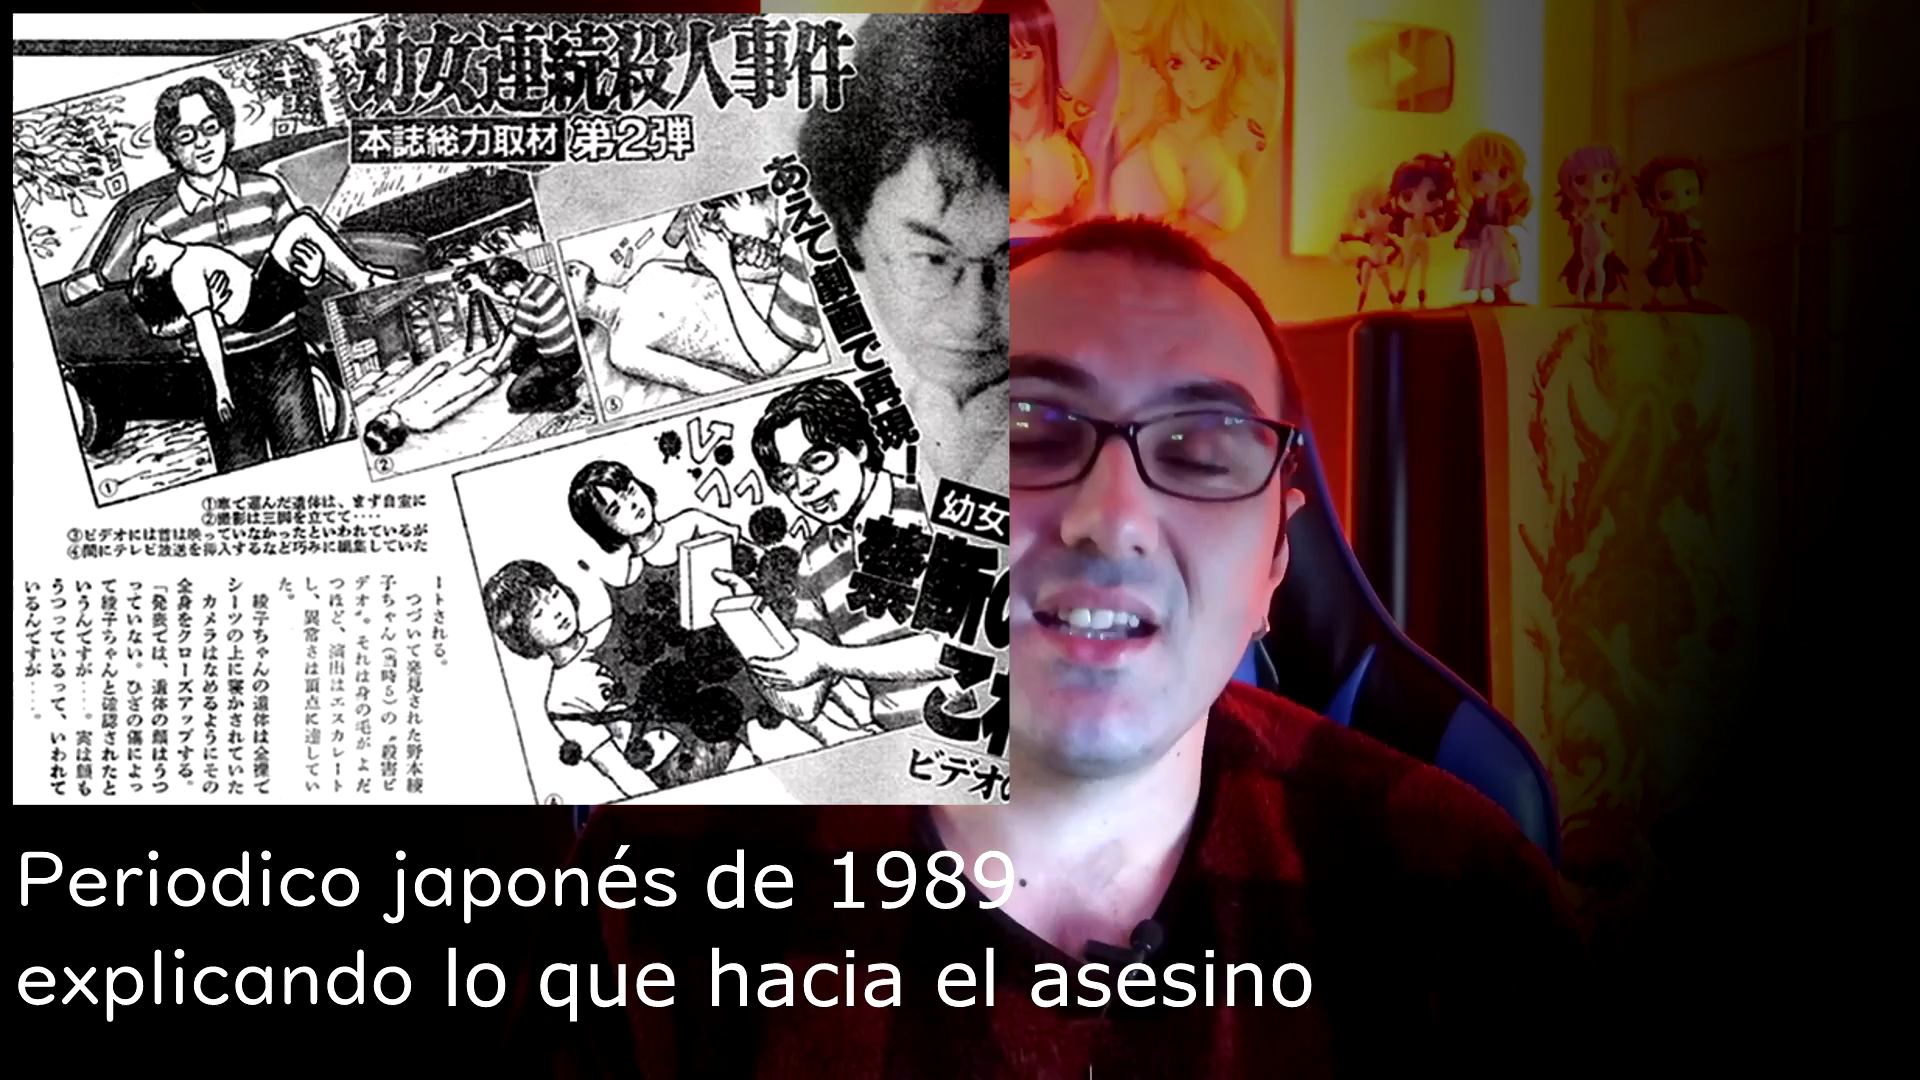 幼女連続殺人事件
本誌総力取材 第2弾
あえて劇画で再現!
幼女
禁断の
これ
ビデオの
①車で運んだ遺体は、まず自室に
②撮影は三脚を立てて‥‥
③ビデオには首は映っていなかったといわれているが
④間にテレビ放送を挿入するなど巧みに編集していた
ートされる。
つづいて発見された野本綾
子ちゃん（当時5）の〝殺害ビ
デオ〟。それは身の毛がよだ
つほど、演出はエスカレート
し、異常さは頂点に達してい
た。
綾子ちゃんの遺体は全裸で
シーツの上に寝かされていた
カメラはなめるようにその
全身をクローズアップする。
「発表では、遺体の顔はうつ
っていない。ひざの傷によっ
て綾子ちゃんと確認されたと
いうんですが‥‥。実は顔も
うつっているって、いわれて
いるんですが‥‥。
Periodico japonés de 1989
explicando lo que hacia el asesino